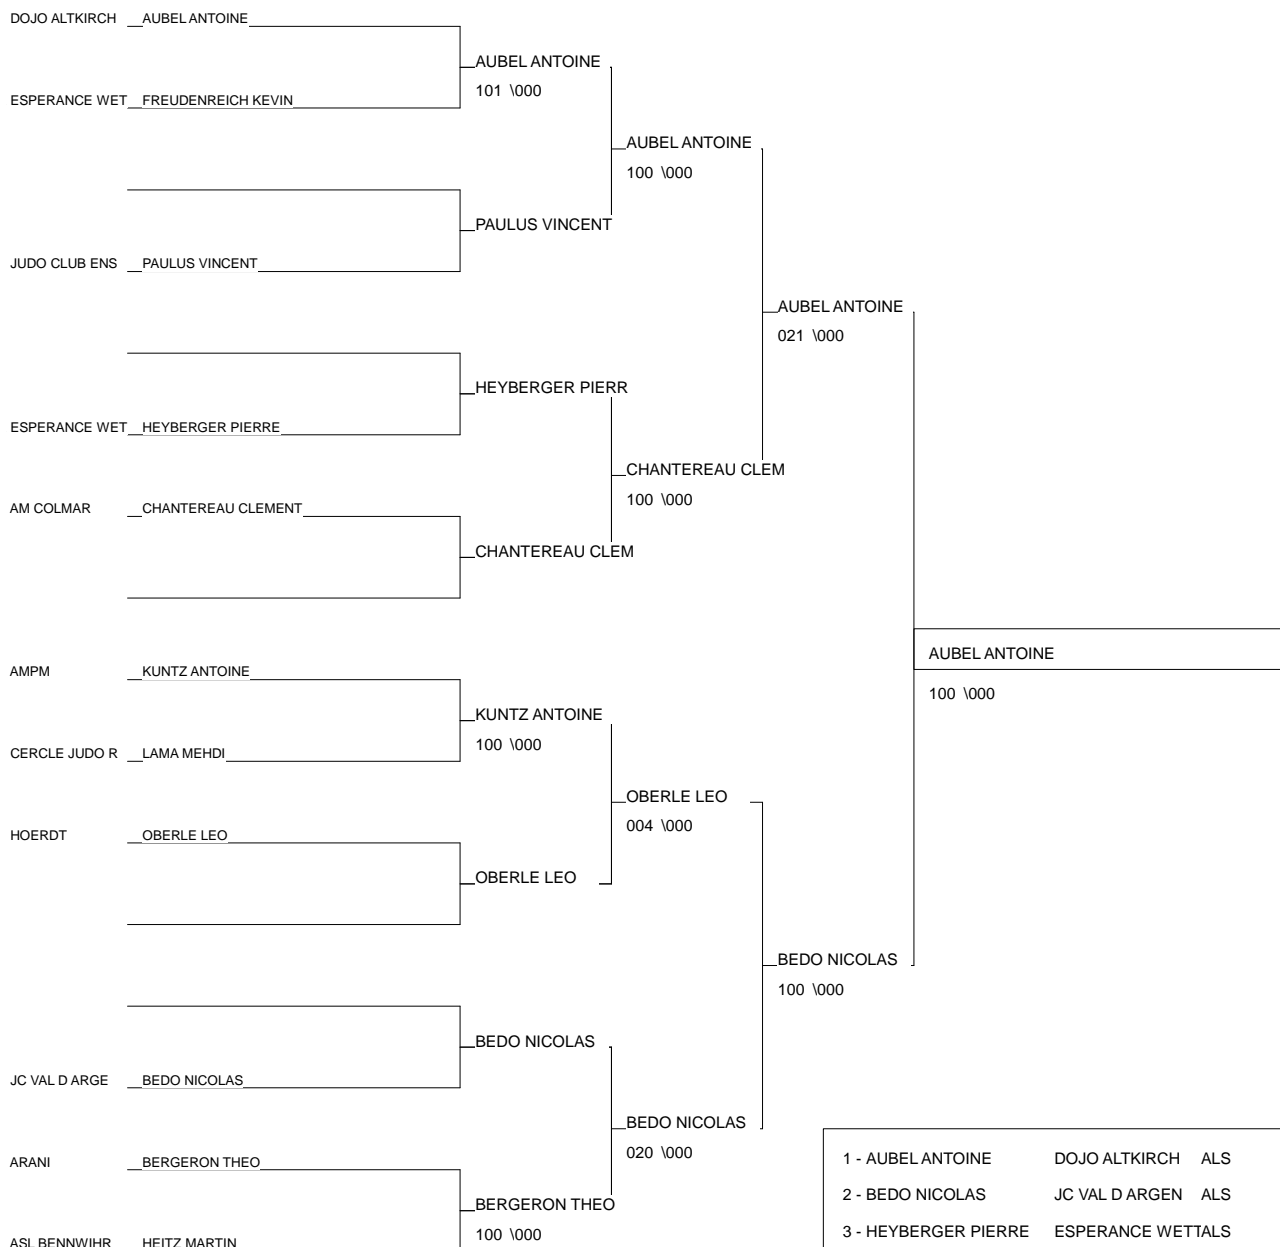 DOJO ALTKIRCH AUBEL ANTOINE
AUBEL ANTOINE
101 \000
ESPERANCE WET FREUDENREICH KEVIN
AUBEL ANTOINE
100 \000
PAULUS VINCENT
JUDO CLUB ENS PAULUS VINCENT
AUBEL ANTOINE
021 \000
HEYBERGER PIERR
ESPERANCE WET HEYBERGER PIERRE
CHANTEREAU CLEM
100 \000
AM COLMAR CHANTEREAU CLEMENT
CHANTEREAU CLEM
AUBEL ANTOINE
100 \000
AMPM KUNTZ ANTOINE
KUNTZ ANTOINE
100 \000
CERCLE JUDO R LAMA MEHDI
OBERLE LEO
004 \000
HOERDT OBERLE LEO
OBERLE LEO
BEDO NICOLAS
100 \000
BEDO NICOLAS
JC VAL D ARGE BEDO NICOLAS
BEDO NICOLAS
020 \000
ARANI BERGERON THEO
BERGERON THEO
100 \000
ASL BENNWIHR HEITZ MARTIN
1 - AUBEL ANTOINE DOJO ALTKIRCH ALS
2 - BEDO NICOLAS JC VAL D ARGEN ALS
3 - HEYBERGER PIERRE ESPERANCE WETTALS